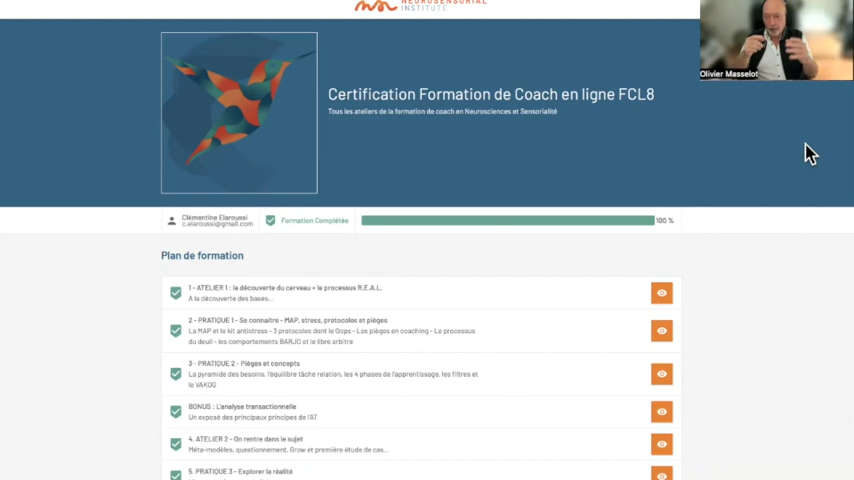 NEUROSENSORIAL
INSTITUTE
Olivier Masselot
Certification Formation de Coach en ligne FCL8
Tous les ateliers de la formation de coach en Neurosciences et Sensorialité
Clémentine Elaroussi
c.elaroussi@gmail.com
Formation Complétée
100 %
Plan de formation
1 - ATELIER 1 : la découverte du cerveau + le processus R.E.A.L.
A la découverte des bases...
2 - PRATIQUE 1 - Se connaitre - MAP, stress, protocoles et pièges
La MAP et le kit antistress - 3 protocoles dont le Oops - Les pièges en coaching - Le processus
du deuil - les comportements BARJO et le libre arbitre
3 - PRATIQUE 2 - Pièges et concepts
La pyramide des besoins, l'équilibre tâche relation, les 4 phases de l'apprentissage, les filtres et
le VAKOG
BONUS : L'analyse transactionnelle
Un exposé des principaux principes de l'AT
4. ATELIER 2 - On rentre dans le sujet
Méta-modèles, questionnement, Grow et première étude de cas...
5. PRATIQUE 3 - Explorer la réalité